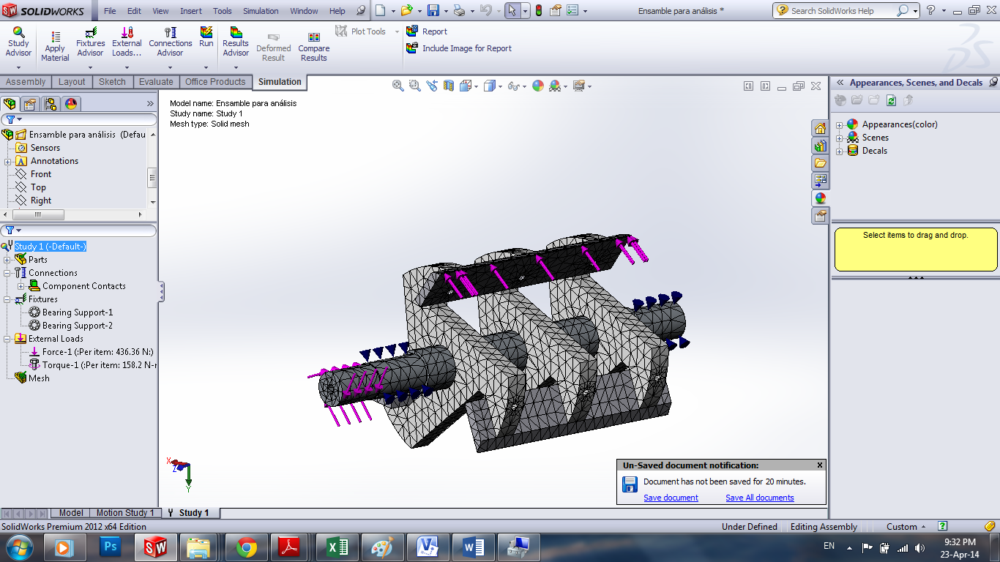 SOLIDWORKS File Edit View Insert Tools Simulation Window Help Ensamble para análisis * Search SolidWorks Help
Study Advisor
Apply Material
Fixtures Advisor
External Loads...
Connections Advisor
Run
Results Advisor
Deformed Result
Compare Results
Plot Tools
Report
Include Image for Report
Assembly Layout Sketch Evaluate Office Products Simulation
Model name: Ensamble para análisis
Study name: Study 1
Mesh type: Solid mesh
Ensamble para análisis (Defau
Sensors
Annotations
Front
Top
Right
Study 1 (-Default-)
Parts
Connections
Component Contacts
Fixtures
Bearing Support-1
Bearing Support-2
External Loads
Force-1 (:Per item: 436.36 N:)
Torque-1 (:Per item: 158.2 N-
Mesh
X
Z
Y
Appearances, Scenes, and Decals
Appearances(color)
Scenes
Decals
Select items to drag and drop.
Un-Saved document notification: x
Document has not been saved for 20 minutes.
Save document Save All documents
Model Motion Study 1 Study 1
SolidWorks Premium 2012 x64 Edition Under Defined Editing Assembly Custom
Ps SW
EN 9:32 PM
23-Apr-14